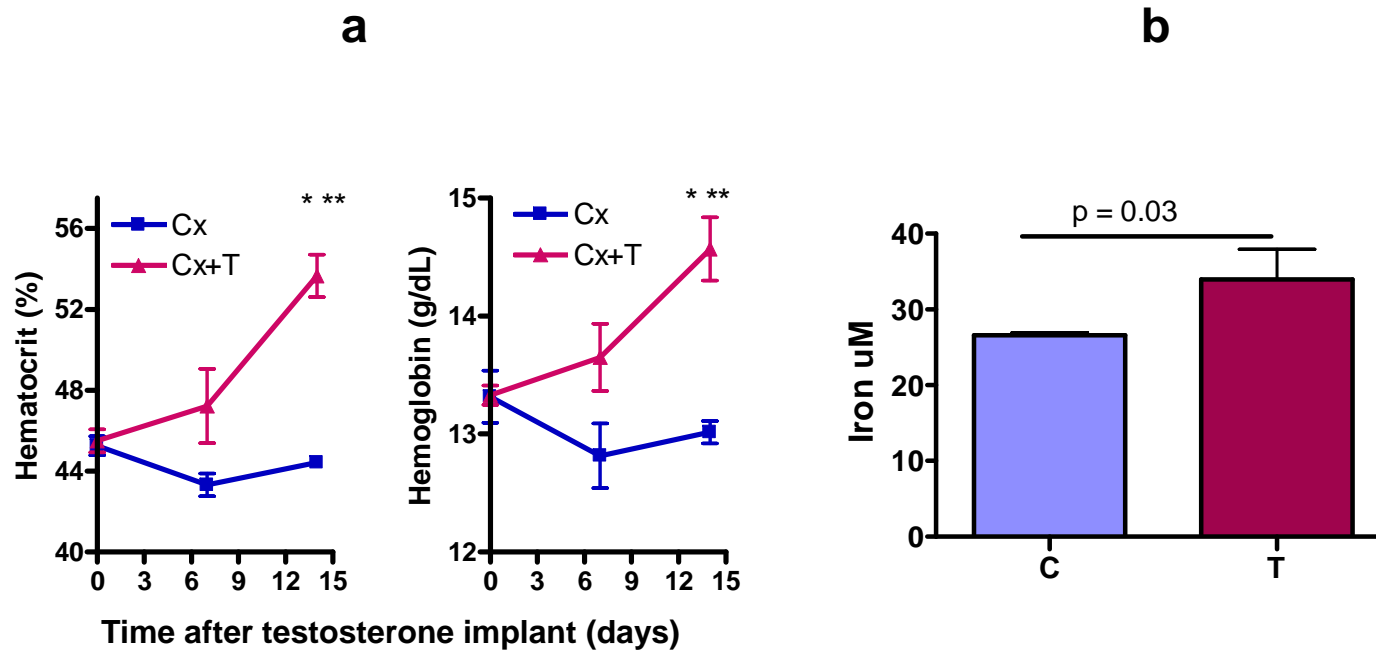 a
Hematocrit (%)
56
52
48
44
40
Cx
Cx+T
* **
0 3 6 9 12 15
Hemoglobin (g/dL)
15
14
13
12
Cx
Cx+T
* **
0 3 6 9 12 15
Time after testosterone implant (days)
b
p = 0.03
Iron uM
40
30
20
10
0
C T